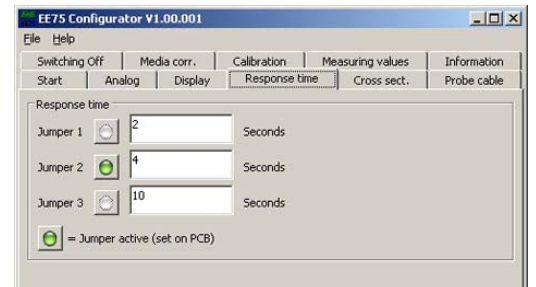 EE75 Configurator V1.00.001
File Help
Switching Off Media corr. Calibration Measuring values Information
Start Analog Display Response time Cross sect. Probe cable
Response time
Jumper 1 2 Seconds
Jumper 2 4 Seconds
Jumper 3 10 Seconds
= Jumper active (set on PCB)